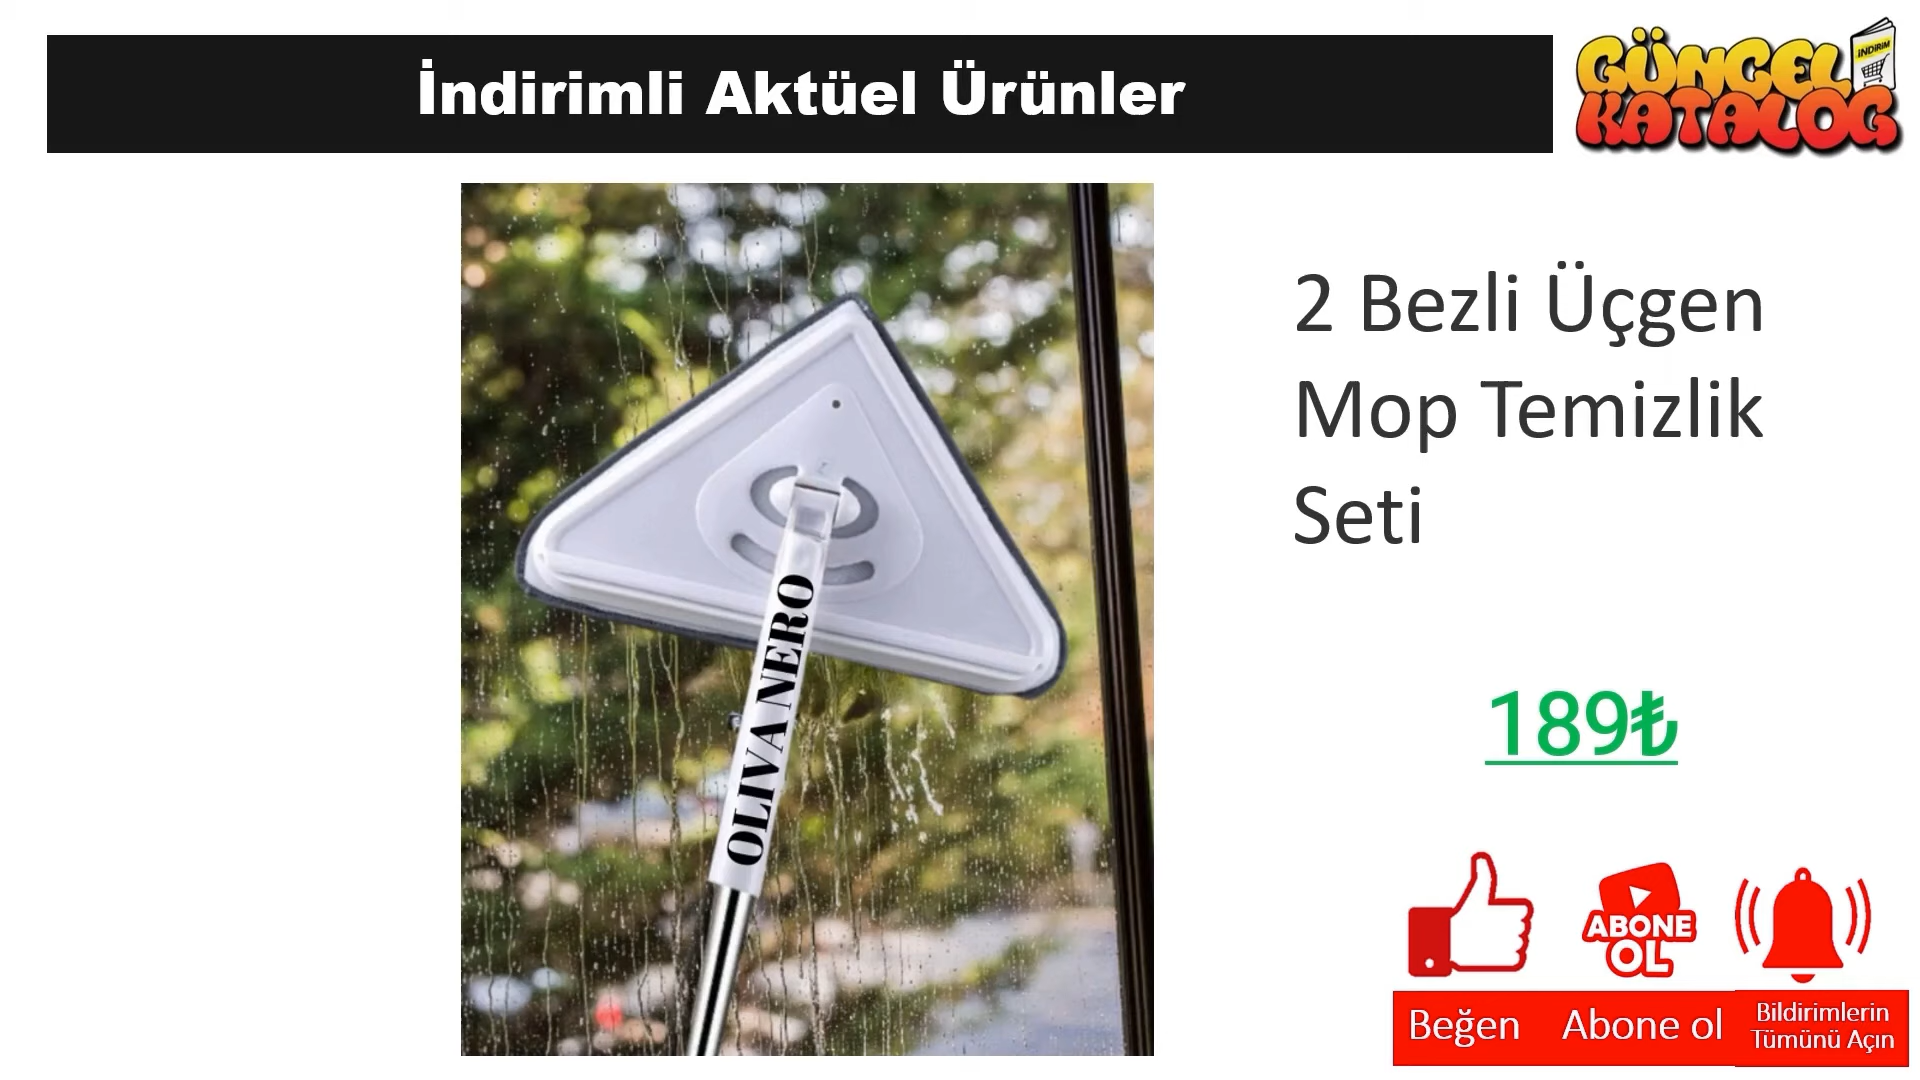 İndirimli Aktüel Ürünler
GÜNCEL
KATALOG
İNDİRİM
OLIVA NERO
2 Bezli Üçgen
Mop Temizlik
Seti
189₺
ABONE
OL
Beğen
Abone ol
Bildirimlerin
Tümünü Açın